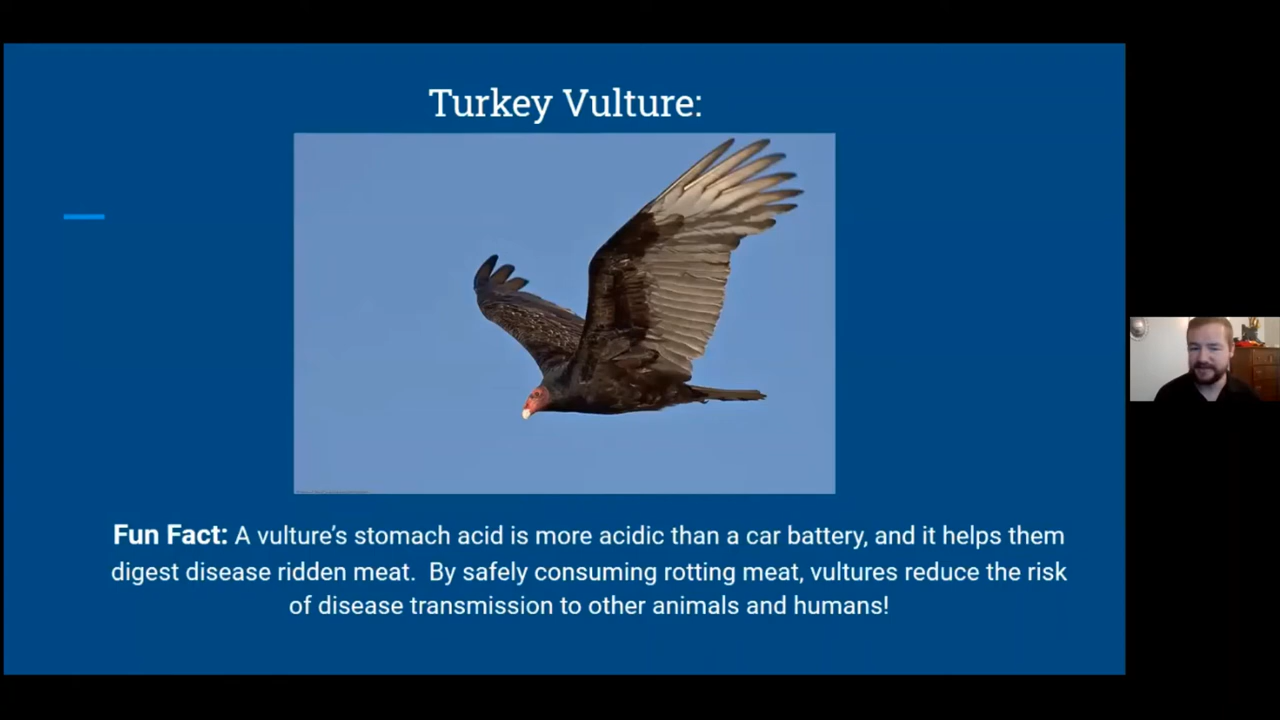 Turkey Vulture:
Fun Fact: A vulture's stomach acid is more acidic than a car battery, and it helps them
digest disease ridden meat.  By safely consuming rotting meat, vultures reduce the risk
of disease transmission to other animals and humans!